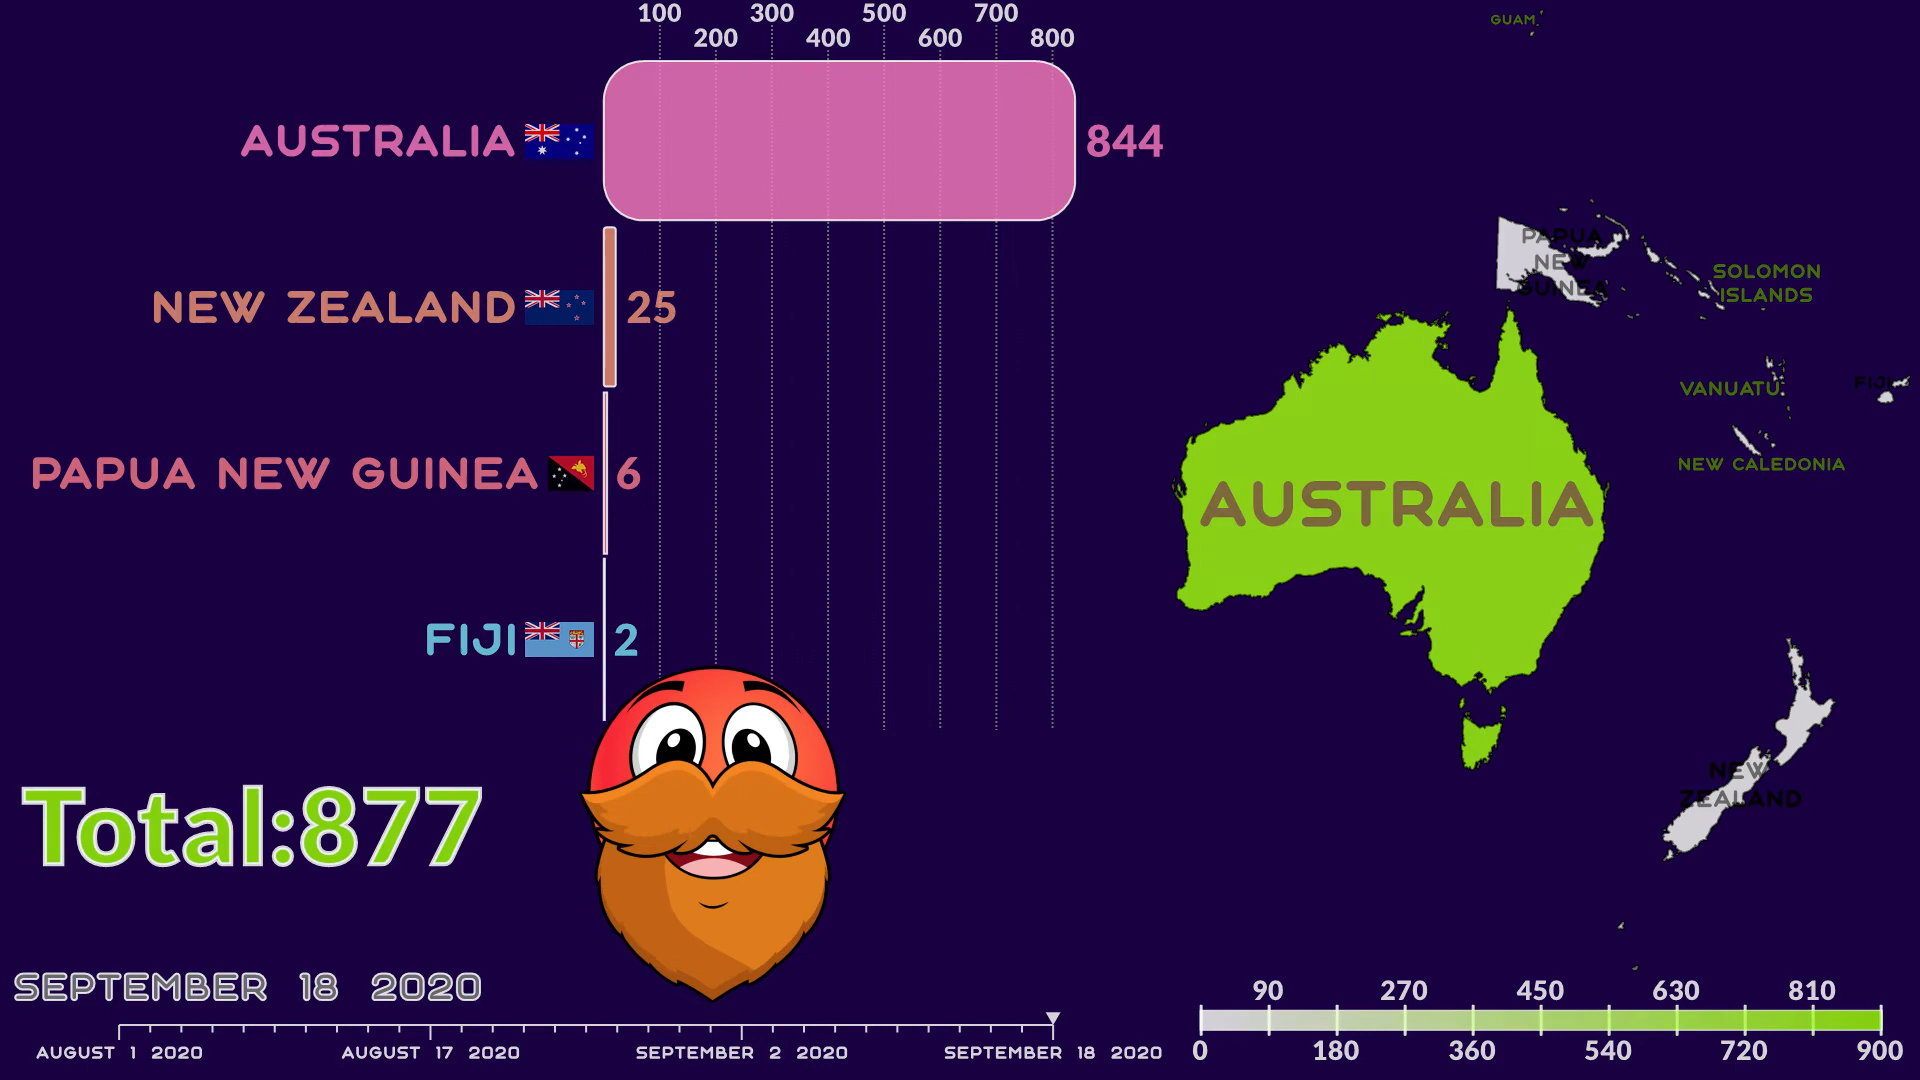 100 300 500 700
200 400 600 800
AUSTRALIA 844
NEW ZEALAND 25
PAPUA NEW GUINEA 6
FIJI 2
Total:877
SEPTEMBER 18 2020
AUGUST 1 2020 AUGUST 17 2020 SEPTEMBER 2 2020 SEPTEMBER 18 2020
GUAM
PAPUA
NEW
GUINEA
SOLOMON
ISLANDS
VANUATU
FIJI
NEW CALEDONIA
AUSTRALIA
NEW
ZEALAND
90 270 450 630 810
0 180 360 540 720 900